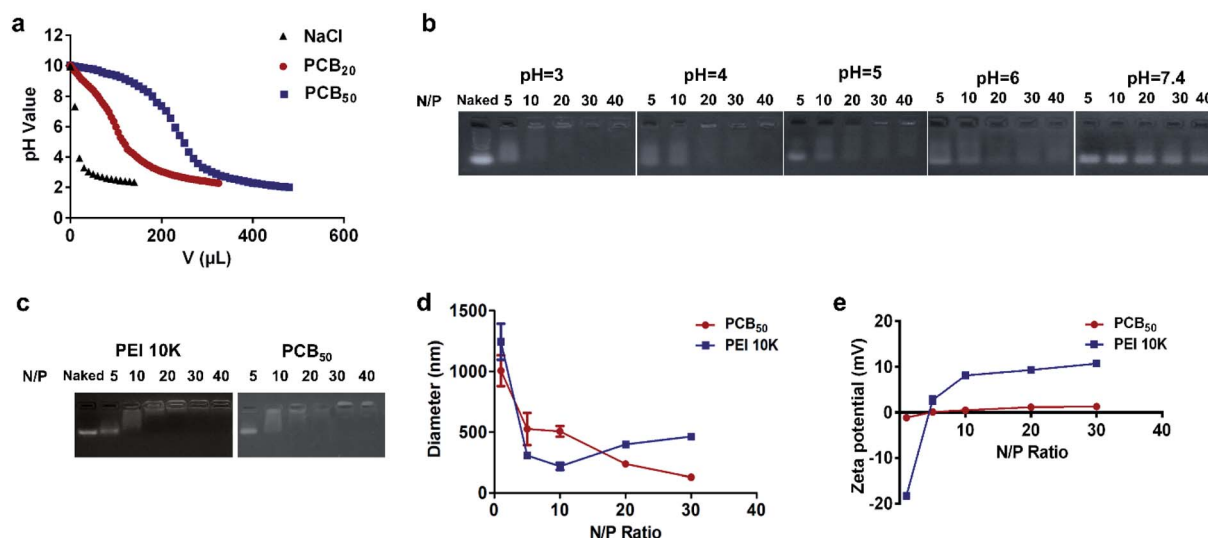 a
NaCl
PCB20
PCB50
pH Value
12
10
8
6
4
2
0
0 200 400 600
V (µL)
b
pH=3 pH=4 pH=5 pH=6 pH=7.4
N/P Naked 5 10 20 30 40 5 10 20 30 40 5 10 20 30 40 5 10 20 30 40 5 10 20 30 40
c
PEI 10K PCB50
N/P Naked 5 10 20 30 40 5 10 20 30 40
d
PCB50
PEI 10K
Diameter (nm)
1500
1000
500
0
0 10 20 30 40
N/P Ratio
e
PCB50
PEI 10K
Zeta potential (mV)
20
10
0
-10
-20
10 20 30 40
N/P Ratio